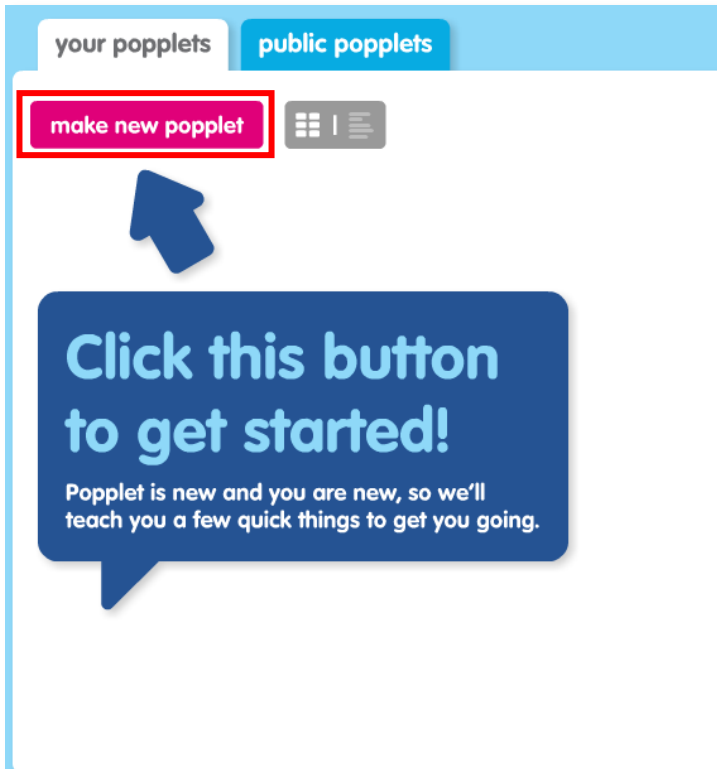 your popplets
public popplets
make new popplet
Click this button
to get started!
Popplet is new and you are new, so we'll
teach you a few quick things to get you going.